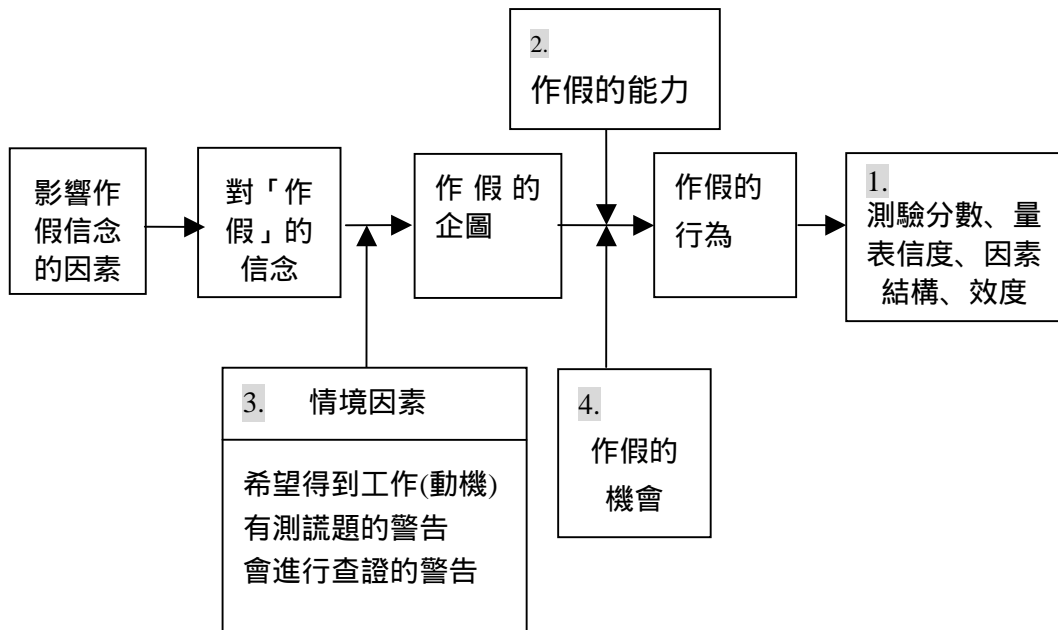 2.
作假的能力
影響作
假信念
的因素
對「作
假」的
信念
作假的
企圖
作假的
行為
1.
測驗分數、量
表信度、因素
結構、效度
3. 情境因素
希望得到工作(動機)
有測謊題的警告
會進行查證的警告
4.
作假的
機會